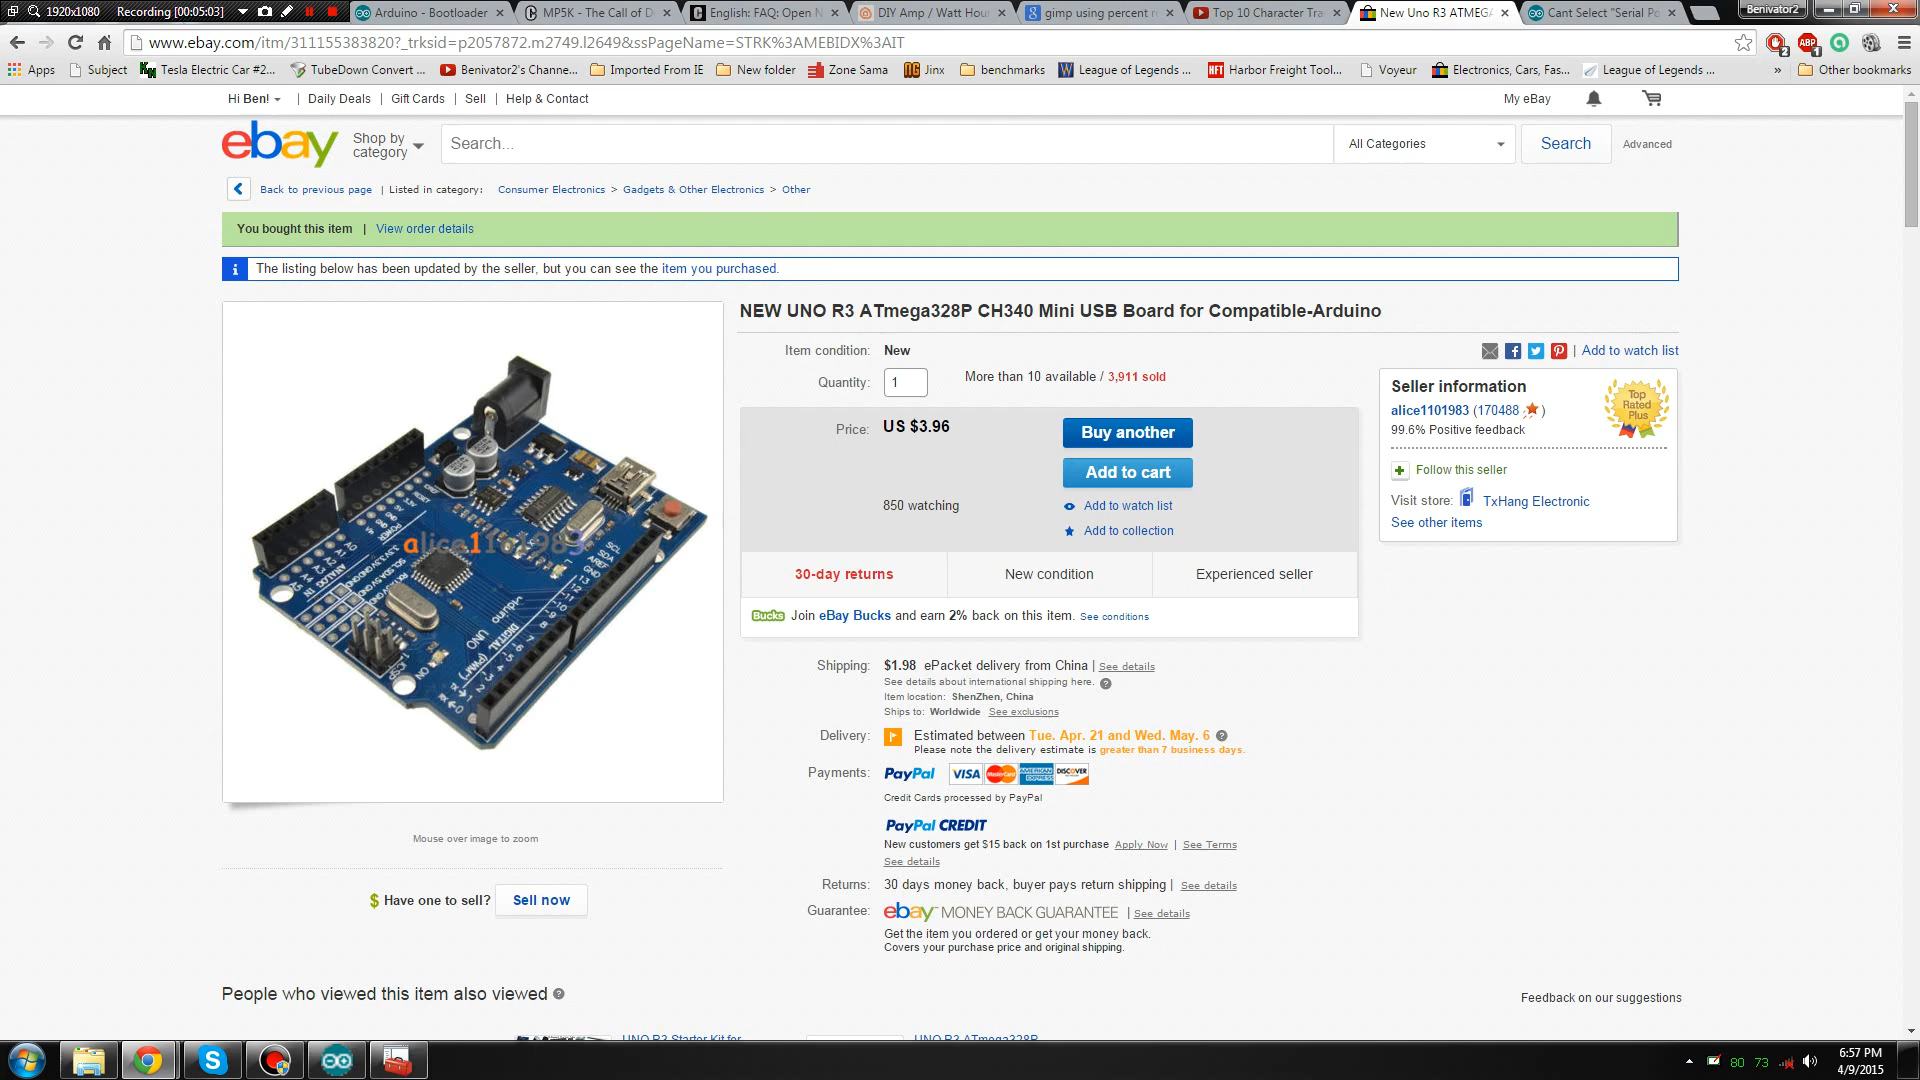 1920x1080 Recording [00:05:03]
Arduino - Bootloader
MP5K - The Call of D
English: FAQ: Open N
DIY Amp / Watt Hou
gimp using percent r
Top 10 Character Tra
New Uno R3 ATMEGA
Cant Select "Serial Po
Benivator2
www.ebay.com/itm/311155383820?_trksid=p2057872.m2749.l2649&ssPageName=STRK%3AMEBIDX%3AIT
Apps
Subject
Tesla Electric Car #2...
TubeDown Convert ...
Benivator2's Channe...
Imported From IE
New folder
Zone Sama
Jinx
benchmarks
League of Legends ...
Harbor Freight Tool...
Voyeur
Electronics, Cars, Fas...
League of Legends ...
»
Other bookmarks
Hi Ben! | Daily Deals | Gift Cards | Sell | Help & Contact
My eBay
ebay
Shop by
category
Search...
All Categories
Search
Advanced
Back to previous page | Listed in category: Consumer Electronics > Gadgets & Other Electronics > Other
You bought this item | View order details
The listing below has been updated by the seller, but you can see the item you purchased.
NEW UNO R3 ATmega328P CH340 Mini USB Board for Compatible-Arduino
Item condition: New
| Add to watch list
Quantity: 1
More than 10 available / 3,911 sold
Price: US $3.96
Buy another
Add to cart
850 watching
Add to watch list
Add to collection
30-day returns
New condition
Experienced seller
Bucks Join eBay Bucks and earn 2% back on this item. See conditions
Seller information
alice1101983 (170488 )
99.6% Positive feedback
Top
Rated
Plus
Follow this seller
Visit store: TxHang Electronic
See other items
alice1101983
Shipping: $1.98 ePacket delivery from China | See details
See details about international shipping here.
Item location: ShenZhen, China
Ships to: Worldwide See exclusions
Delivery: Estimated between Tue. Apr. 21 and Wed. May. 6
Please note the delivery estimate is greater than 7 business days.
Payments: PayPal VISA MasterCard AMERICAN EXPRESS DISCOVER
Credit Cards processed by PayPal
PayPal CREDIT
New customers get $15 back on 1st purchase Apply Now | See Terms
See details
Returns: 30 days money back, buyer pays return shipping | See details
Guarantee: ebay MONEY BACK GUARANTEE | See details
Get the item you ordered or get your money back.
Covers your purchase price and original shipping.
Mouse over image to zoom
$ Have one to sell? Sell now
People who viewed this item also viewed
Feedback on our suggestions
UNO R3 Starter Kit for
UNO R3 ATmega328P
80 73
6:57 PM
4/9/2015